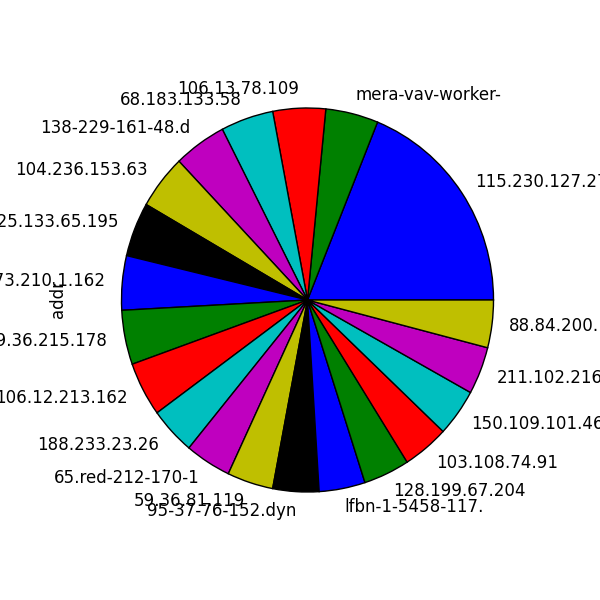 106.13.78.109
mera-vav-worker-
68.183.133.58
138-229-161-48.d
115.230.127.2
104.236.153.63
25.133.65.195
73.210.1.162
addr
88.84.200.
9.36.215.178
211.102.216
106.12.213.162
150.109.101.46
188.233.23.26
103.108.74.91
65.red-212-170-1
128.199.67.204
59.36.81.119
lfbn-1-5458-117.
95-37-76-152.dyn